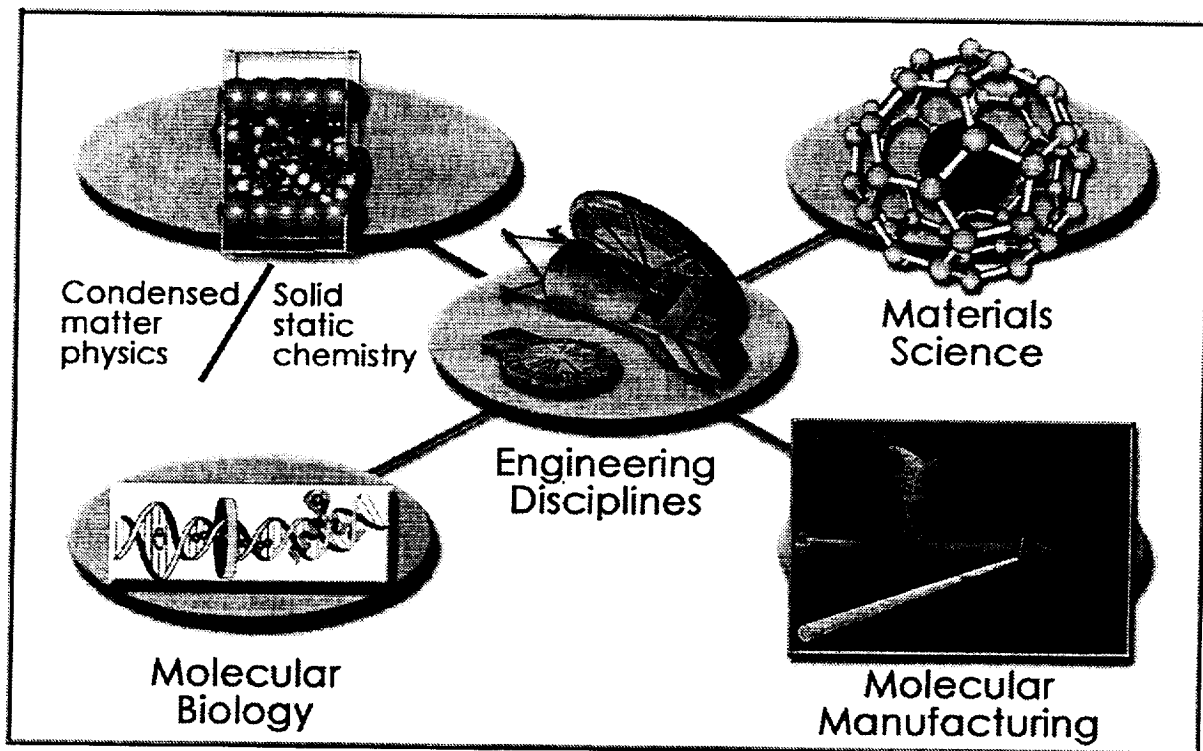 Condensed
matter
physics
Solid
static
chemistry
Materials
Science
Engineering
Disciplines
Molecular
Biology
Molecular
Manufacturing